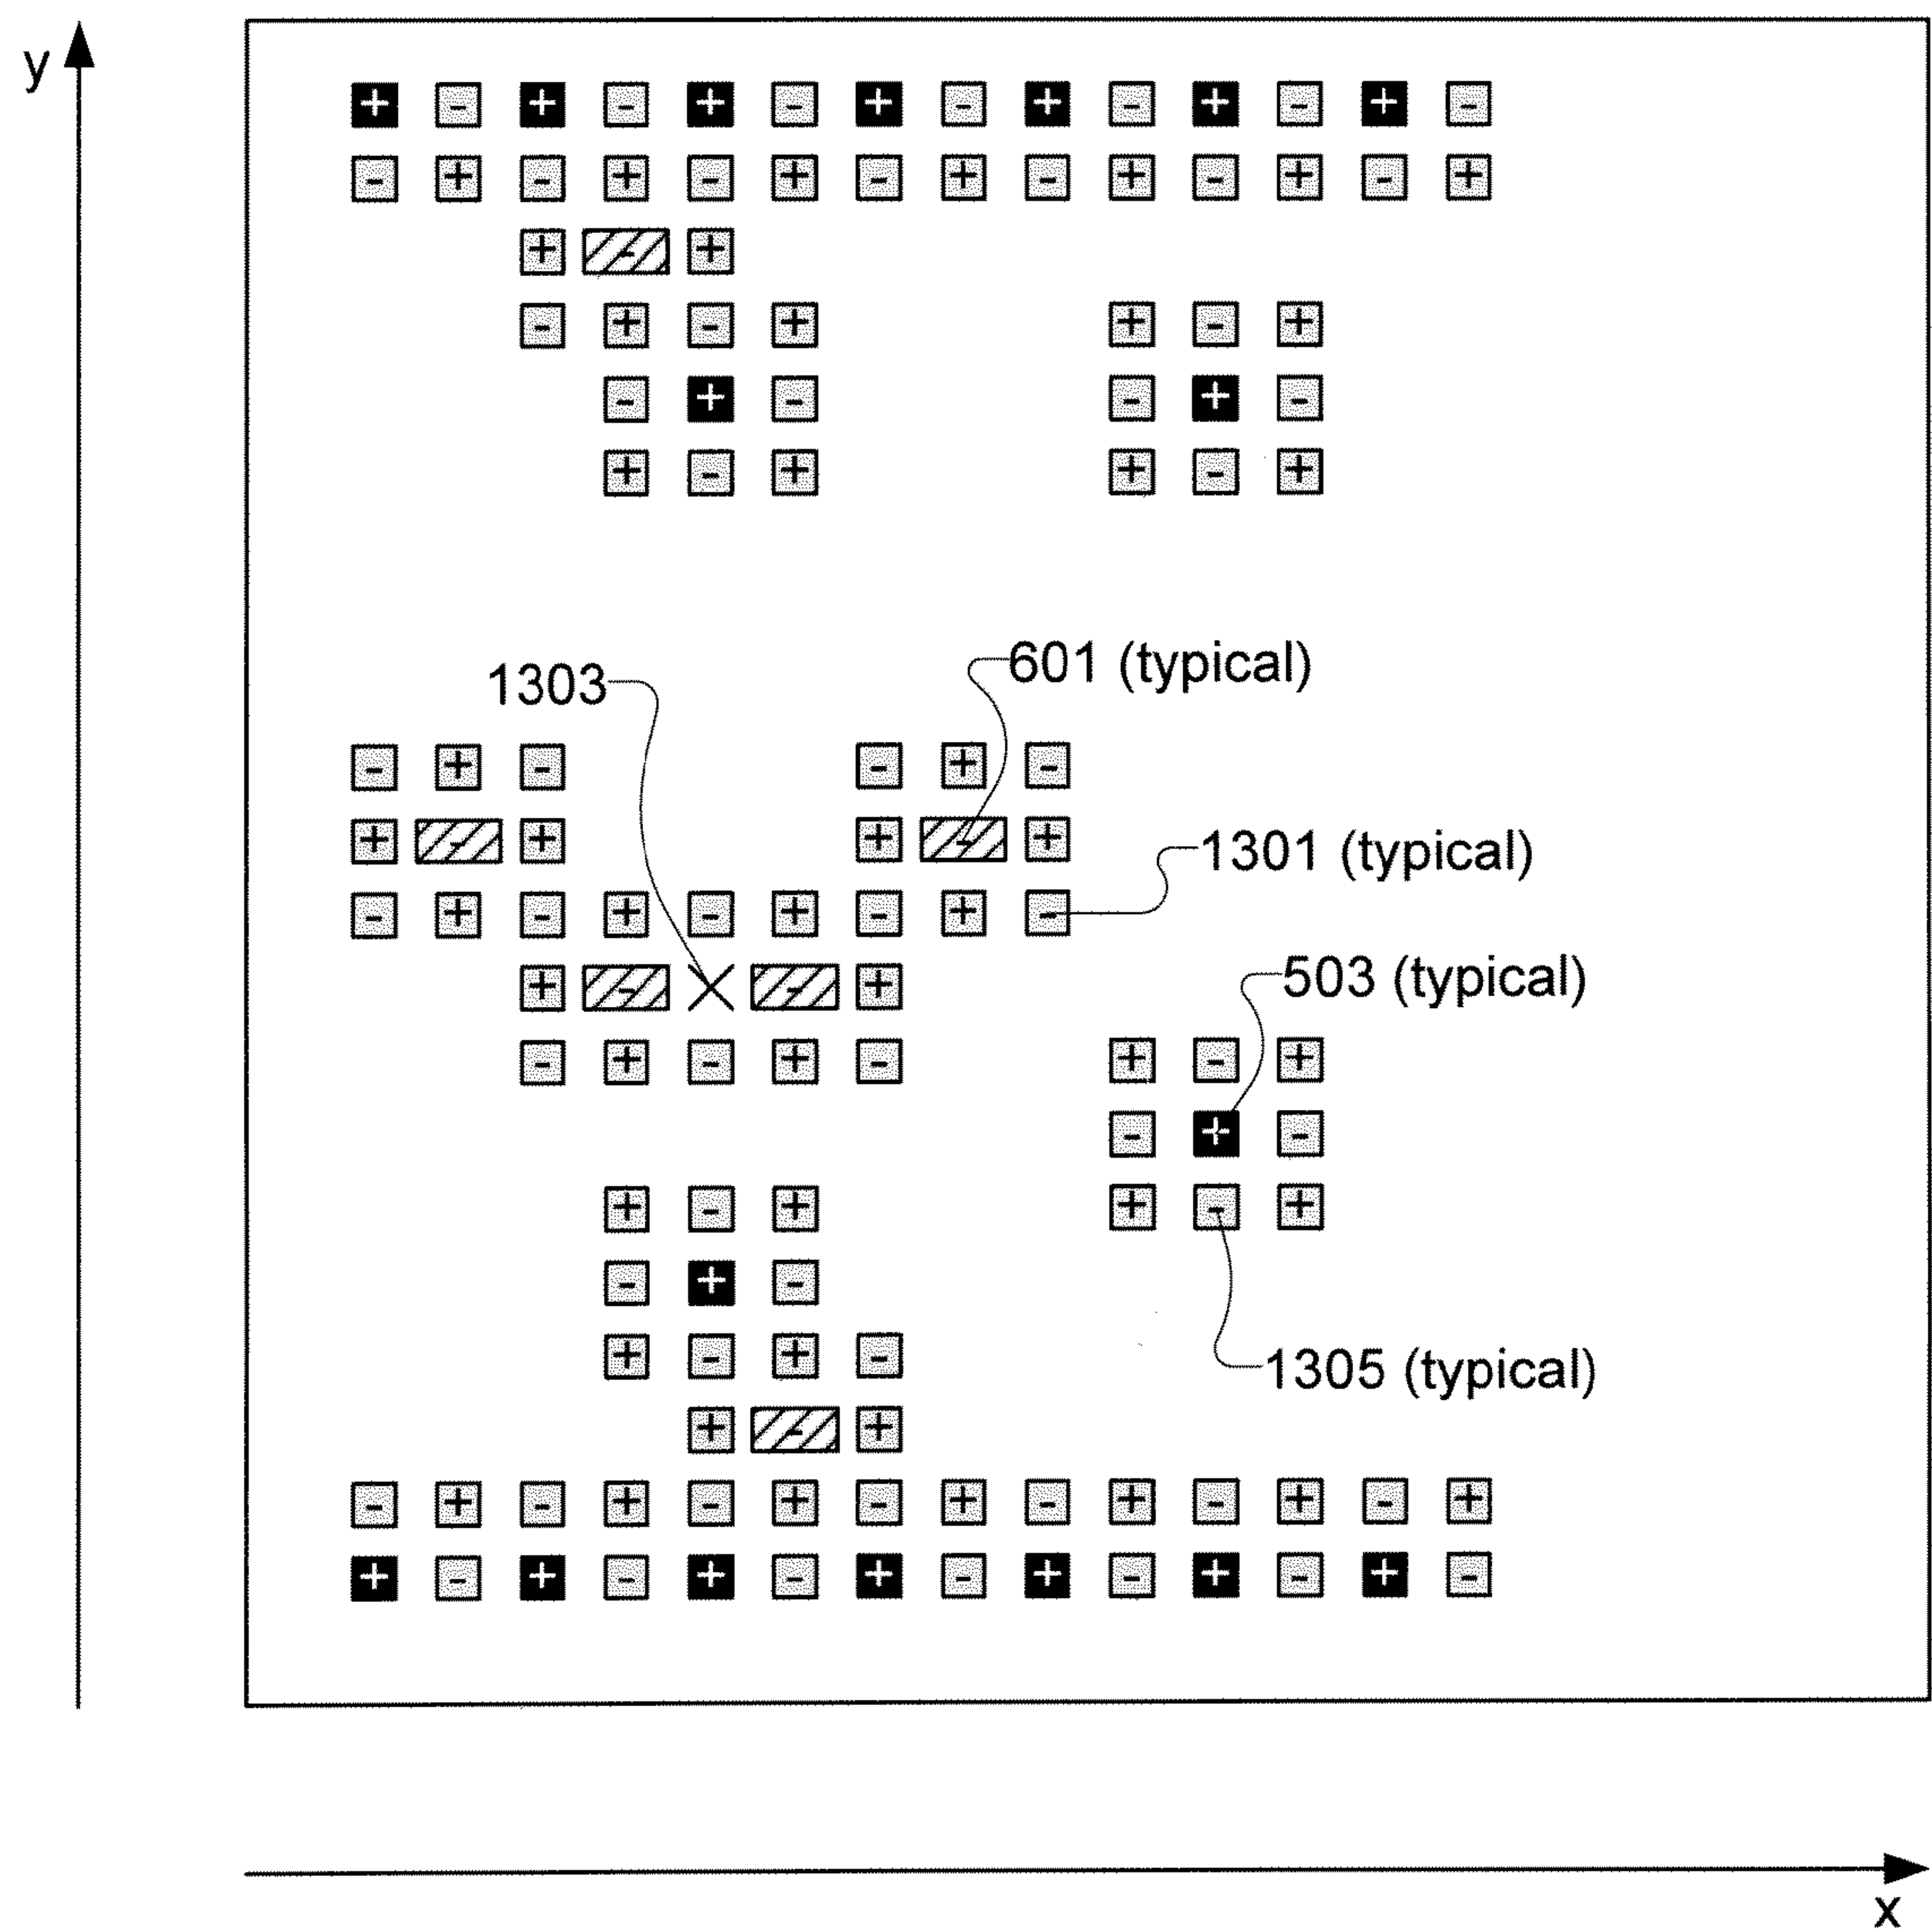 y
+ - + - + - + - + - + - + -
- + - + - + - + - + - + - +
+ - +
- + - + + - +
- + - - + -
+ - + + - +
601 (typical)
1303
- + - - + -
+ - + + - +
1301 (typical)
- + - + - + - + -
503 (typical)
+ - - +
- + - + - + - +
- + -
+ - + + - +
- + -
1305 (typical)
+ - + -
+ - +
- + - + - + - + - + - + - +
+ - + - + - + - + - + - + -
x